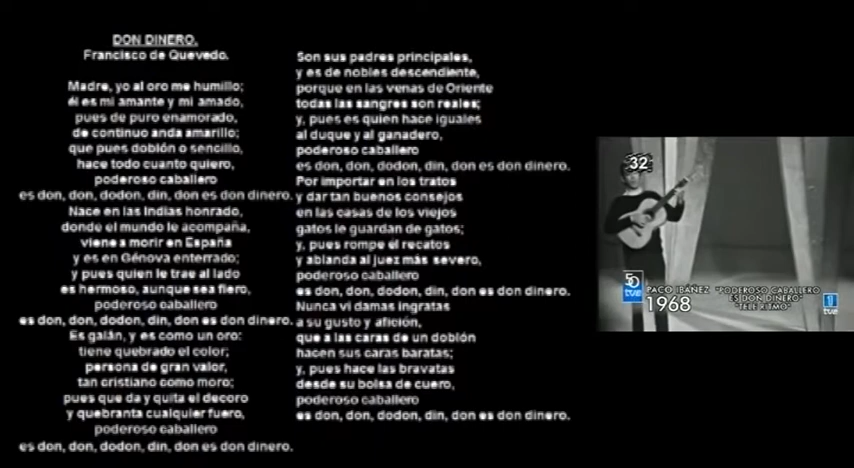 DON DINERO.
Francisco de Quevedo.
Madre, yo al oro me humillo;
él es mi amante y mi amado,
pues de puro enamorado,
de continuo anda amarillo;
que pues doblón o sencillo,
hace todo cuanto quiero,
poderoso caballero
es don, don, dodon, din, don es don dinero.
Nace en las Indias honrado,
donde el mundo le acompaña,
viene a morir en España
y es en Génova enterrado;
y pues quien le trae al lado
es hermoso, aunque sea fiero,
poderoso caballero
es don, don, dodon, din, don es don dinero.
Es galán, y es como un oro:
tiene quebrado el color;
persona de gran valor,
tan cristiano como moro;
pues que da y quita el decoro
y quebranta cualquier fuero,
poderoso caballero
es don, don, dodon, din, don es don dinero.
Son sus padres principales,
y es de nobles descendiente,
porque en las venas de Oriente
todas las sangres son reales;
y, pues es quien hace iguales
al duque y al ganadero,
poderoso caballero
es don, don, dodon, din, don es don dinero.
Por importar en los tratos
y dar tan buenos consejos
en las casas de los viejos
gatos le guardan de gatos;
y, pues rompe él recatos
y ablanda al juez más severo,
poderoso caballero
es don, don, dodon, din, don es don dinero.
Nunca vi damas ingratas
a su gusto y afición,
que a las caras de un doblón
hacen sus caras baratas;
y, pues hace las bravatas
desde su bolsa de cuero,
poderoso caballero
es don, don, dodon, din, don es don dinero.
32
50
tve
PACO IBAÑEZ "PODEROSO CABALLERO
ES DON DINERO"
1968 "TELE RITMO"
1
tve